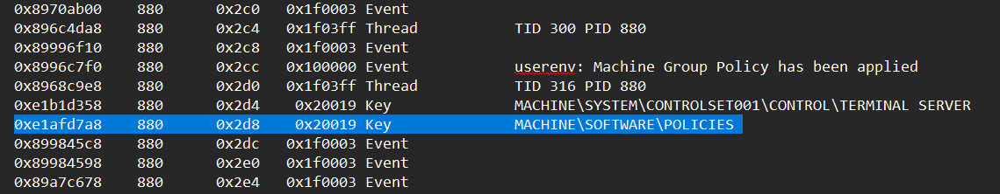 0x8970ab00 880 0x2c0 0x1f0003 Event
0x896c4da8 880 0x2c4 0x1f03ff Thread TID 300 PID 880
0x89996f10 880 0x2c8 0x1f0003 Event
0x8996c7f0 880 0x2cc 0x100000 Event userenv: Machine Group Policy has been applied
0x8968c9e8 880 0x2d0 0x1f03ff Thread TID 316 PID 880
0xe1b1d358 880 0x2d4 0x20019 Key MACHINE\SYSTEM\CONTROLSET001\CONTROL\TERMINAL SERVER
0xe1afd7a8 880 0x2d8 0x20019 Key MACHINE\SOFTWARE\POLICIES
0x899845c8 880 0x2dc 0x1f0003 Event
0x89984598 880 0x2e0 0x1f0003 Event
0x89a7c678 880 0x2e4 0x1f0003 Event